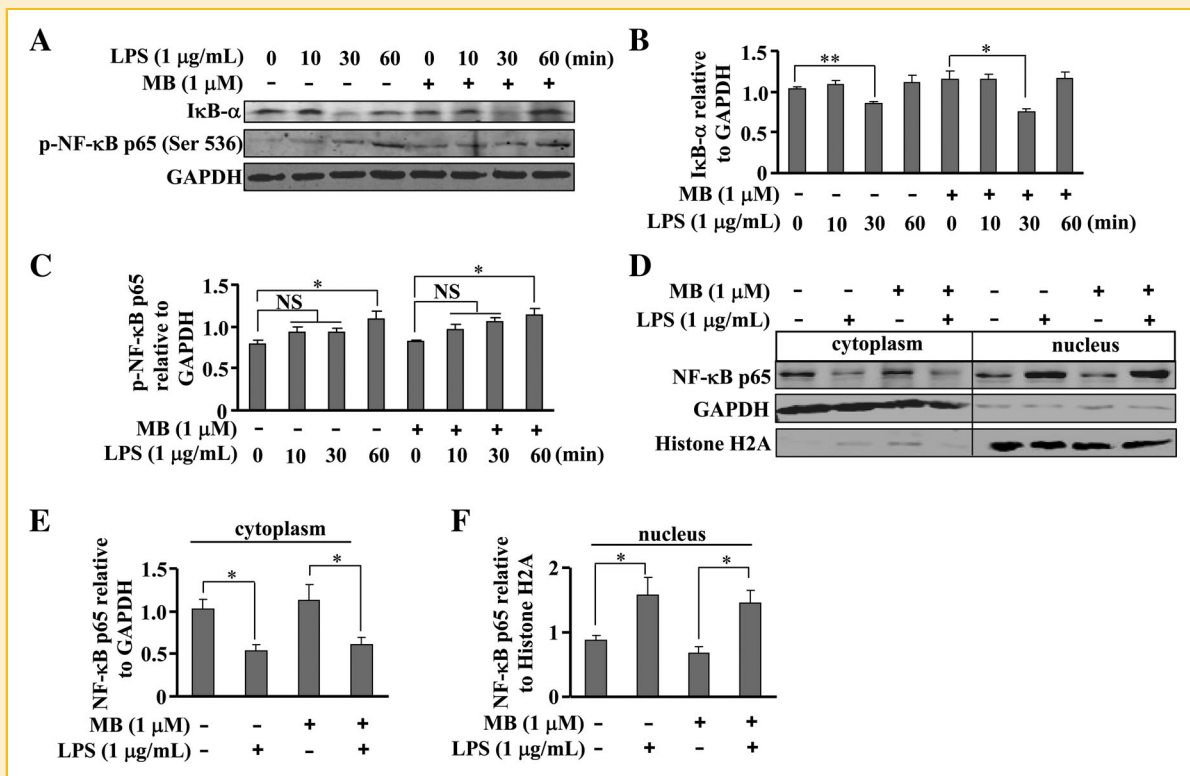 A
LPS (1 μg/mL) 0 10 30 60 0 10 30 60 (min)
MB (1 μM) - - - - + + + +
IκB-α
p-NF-κB p65 (Ser 536)
GAPDH
B
IκB-α relative
to GAPDH
1.5
1.0
0.5
0
** *
MB (1 μM) - - - - + + + +
LPS (1 μg/mL) 0 10 30 60 0 10 30 60 (min)
C
p-NF-κB p65
relative to
GAPDH
1.5
1.0
0.5
0
* *
NS NS
MB (1 μM) - - - - + + + +
LPS (1 μg/mL) 0 10 30 60 0 10 30 60 (min)
D
MB (1 μM) - - + + - - + +
LPS (1 μg/mL) - + - + - + - +
cytoplasm nucleus
NF-κB p65
GAPDH
Histone H2A
E
cytoplasm
NF-κB p65 relative
to GAPDH
1.5
1.0
0.5
0
* *
MB (1 μM) - - + +
LPS (1 μg/mL) - + - +
F
nucleus
NF-κB p65 relative
to Histone H2A
2
1
0
* *
MB (1 μM) - - + +
LPS (1 μg/mL) - + - +